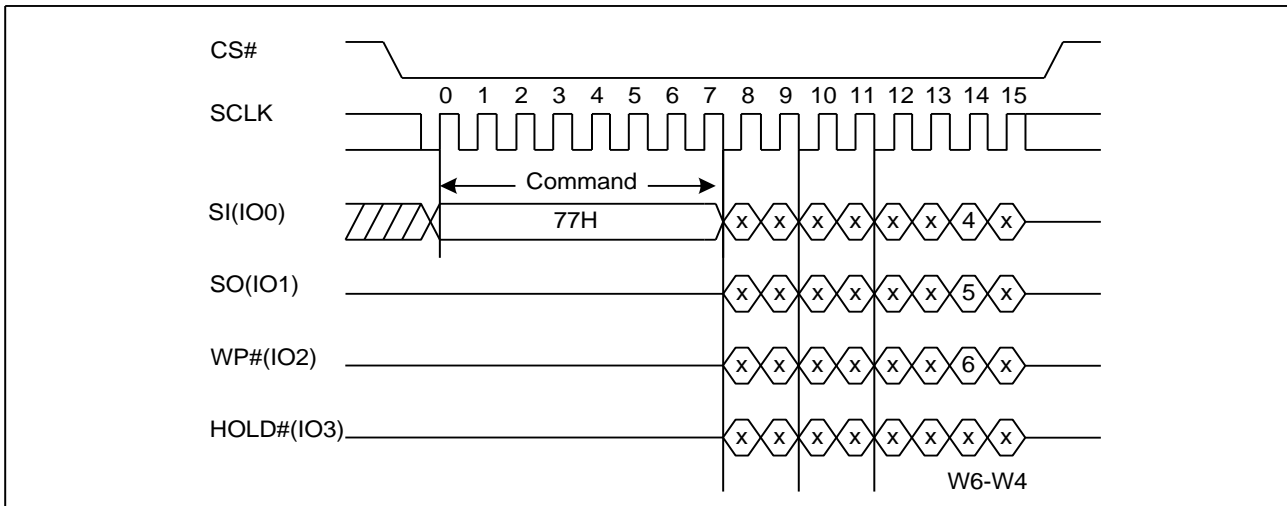 CS#
0 1 2 3 4 5 6 7 8 9 10 11 12 13 14 15
SCLK
Command
SI(IO0) 77H x x x x x x 4 x
SO(IO1) x x x x x x 5 x
WP#(IO2) x x x x x x 6 x
HOLD#(IO3) x x x x x x x x
W6-W4